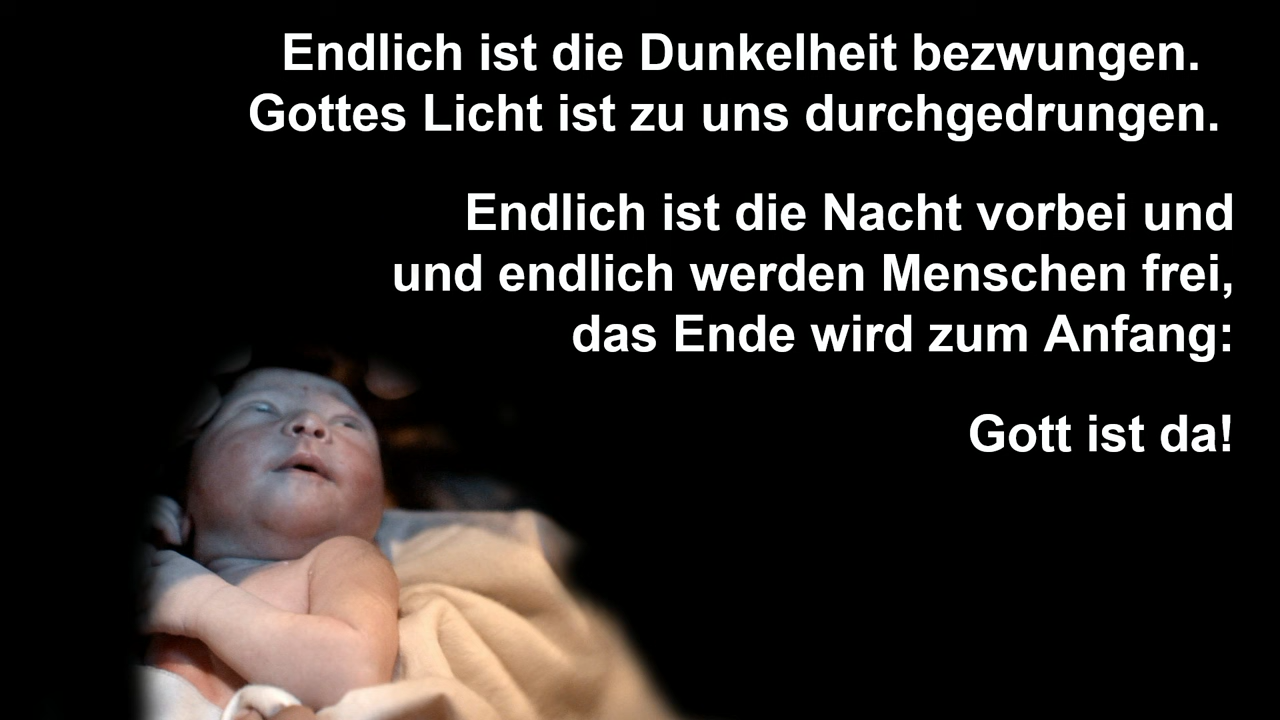 Endlich ist die Dunkelheit bezwungen.
Gottes Licht ist zu uns durchgedrungen.
Endlich ist die Nacht vorbei und
und endlich werden Menschen frei,
das Ende wird zum Anfang:
Gott ist da!